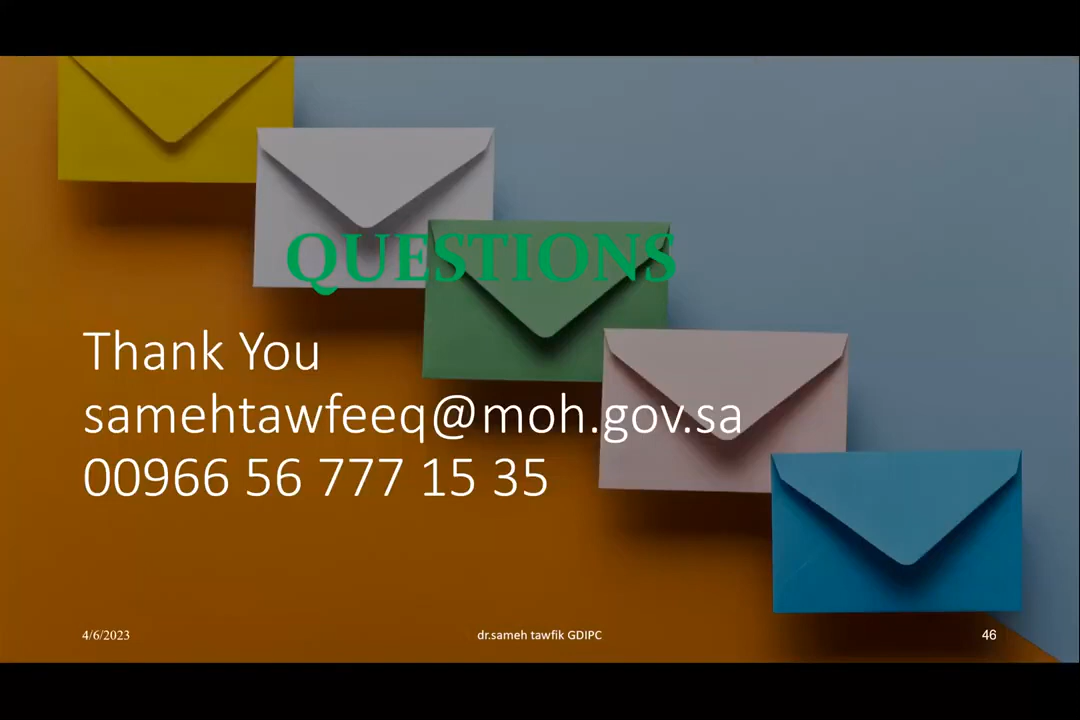 QUESTIONS
Thank You
samehtawfeeq@moh.gov.sa
00966 56 777 15 35
4/6/2023
dr.sameh tawfik GDIPC
46